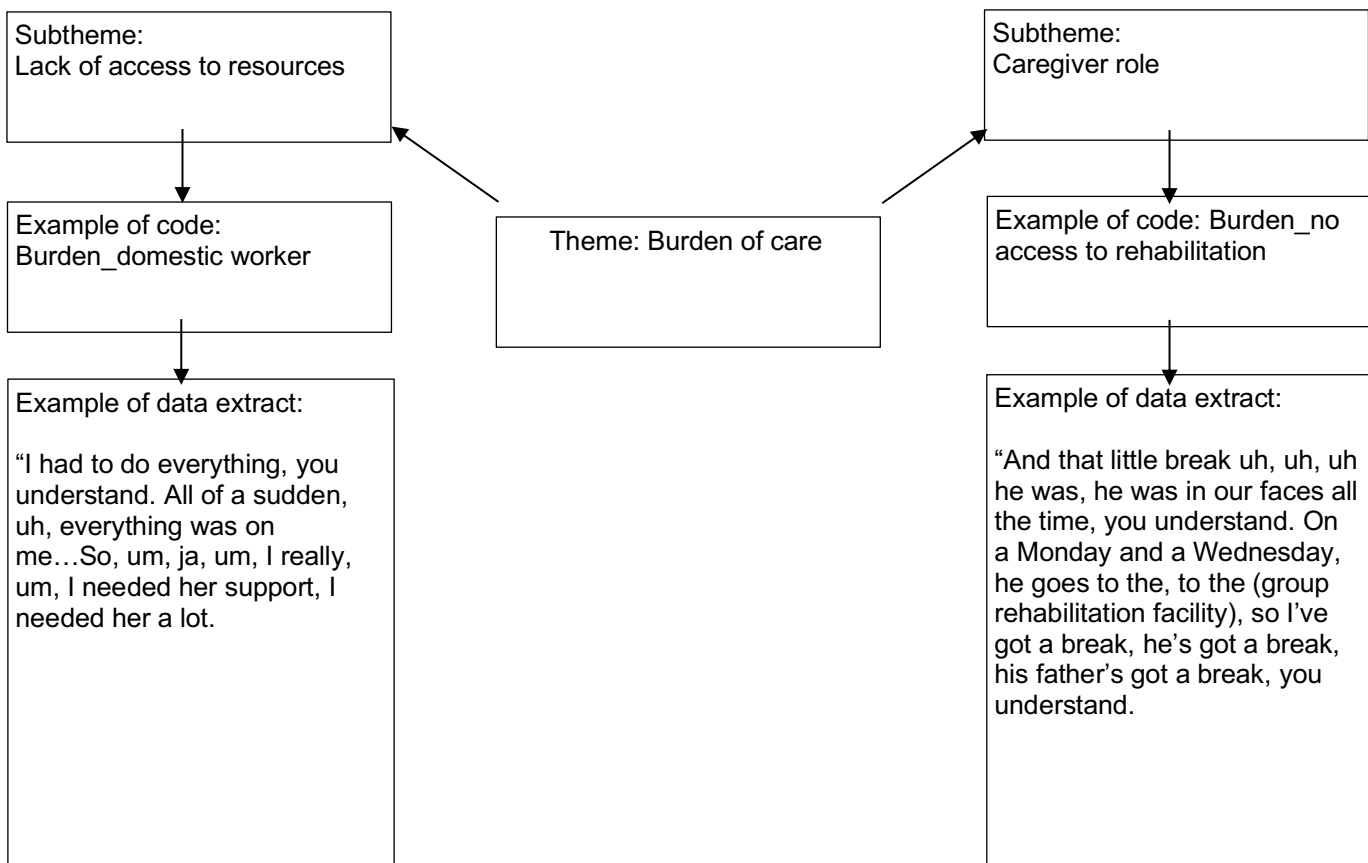 Subtheme:
Lack of access to resources
Example of code:
Burden_domestic worker
Example of data extract:
“I had to do everything, you
understand. All of a sudden,
uh, everything was on
me…So, um, ja, um, I really,
um, I needed her support, I
needed her a lot.
Theme: Burden of care
Subtheme:
Caregiver role
Example of code: Burden_no
access to rehabilitation
Example of data extract:
“And that little break uh, uh, uh
he was, he was in our faces all
the time, you understand. On
a Monday and a Wednesday,
he goes to the, to the (group
rehabilitation facility), so I’ve
got a break, he’s got a break,
his father’s got a break, you
understand.